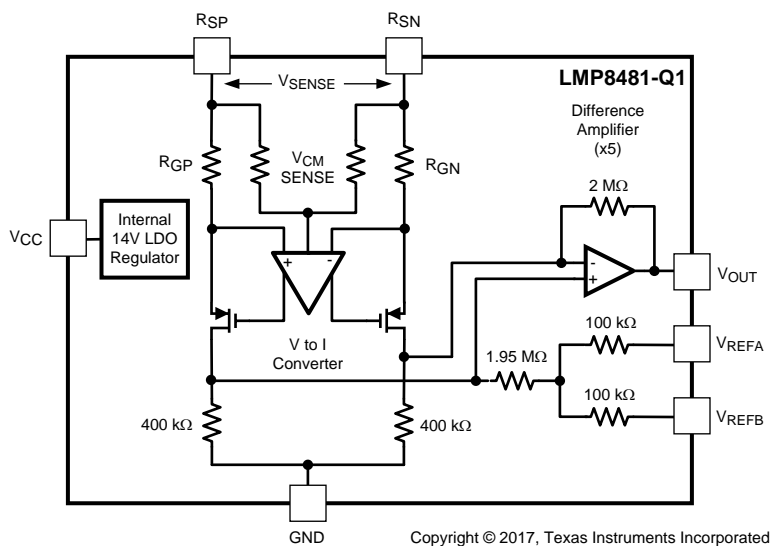 RSP
RSN
VSENSE
LMP8481-Q1
Difference
Amplifier
(x5)
RGP
VCM
SENSE
RGN
2 MΩ
VCC
Internal
14V LDO
Regulator
+
-
-
+
VOUT
V to I
Converter
1.95 MΩ
100 kΩ
VREFA
100 kΩ
VREFB
400 kΩ
400 kΩ
GND
Copyright © 2017, Texas Instruments Incorporated